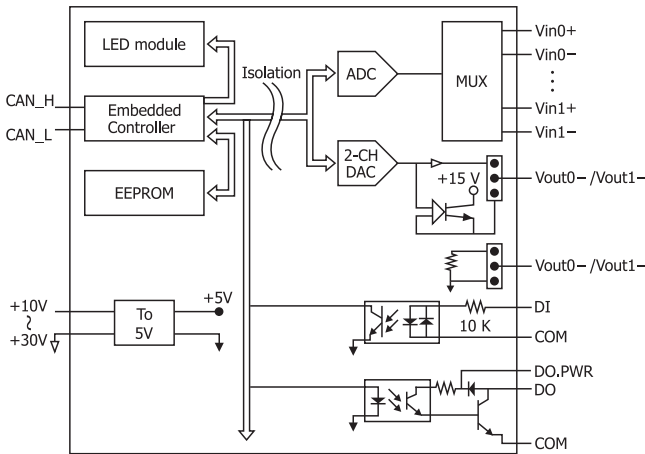 LED module
Isolation
ADC
MUX
Vin0+
Vin0−
Vin1+
Vin1−
CAN_H
CAN_L
Embedded
Controller
2-CH
DAC
+15 V
Vout0− /Vout1−
EEPROM
Vout0− /Vout1−
+10V
~
+30V
To
5V
+5V
10 K
DI
COM
DO.PWR
DO
COM